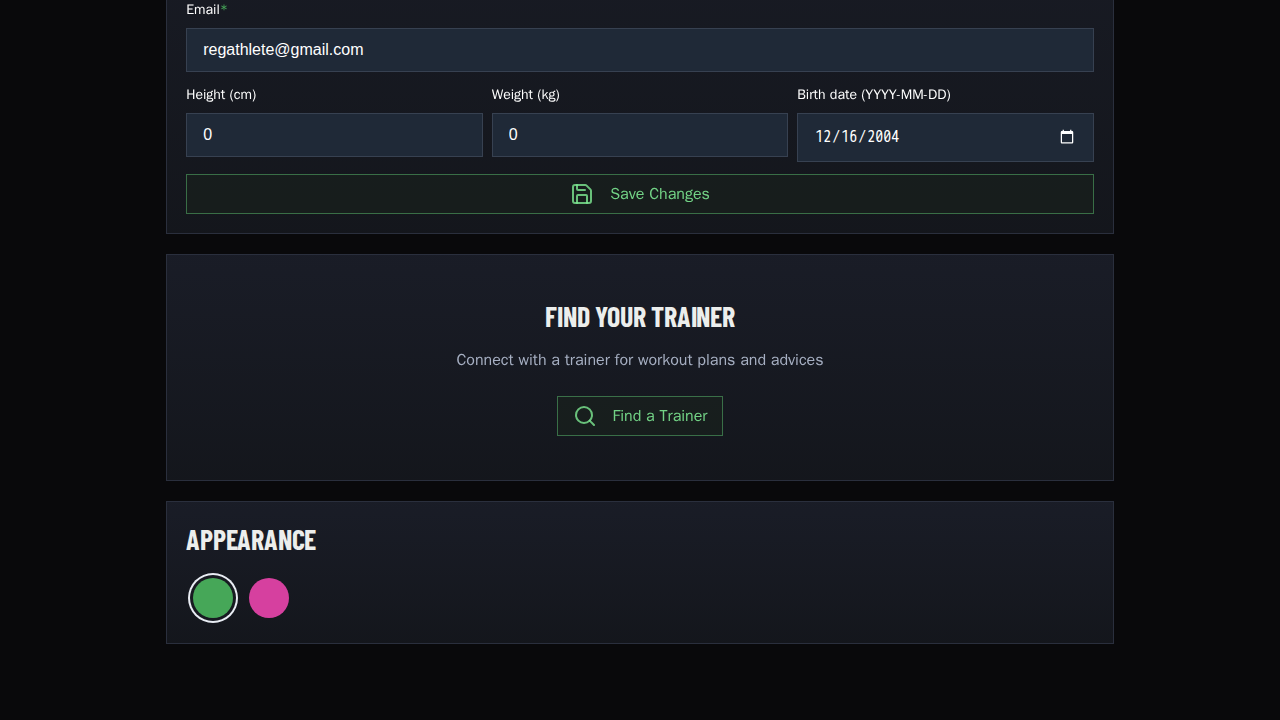 Email*
regathlete@gmail.com
Height (cm) Weight (kg) Birth date (YYYY-MM-DD)
0 0 12/16/2004
Save Changes
FIND YOUR TRAINER
Connect with a trainer for workout plans and advices
Find a Trainer
APPEARANCE